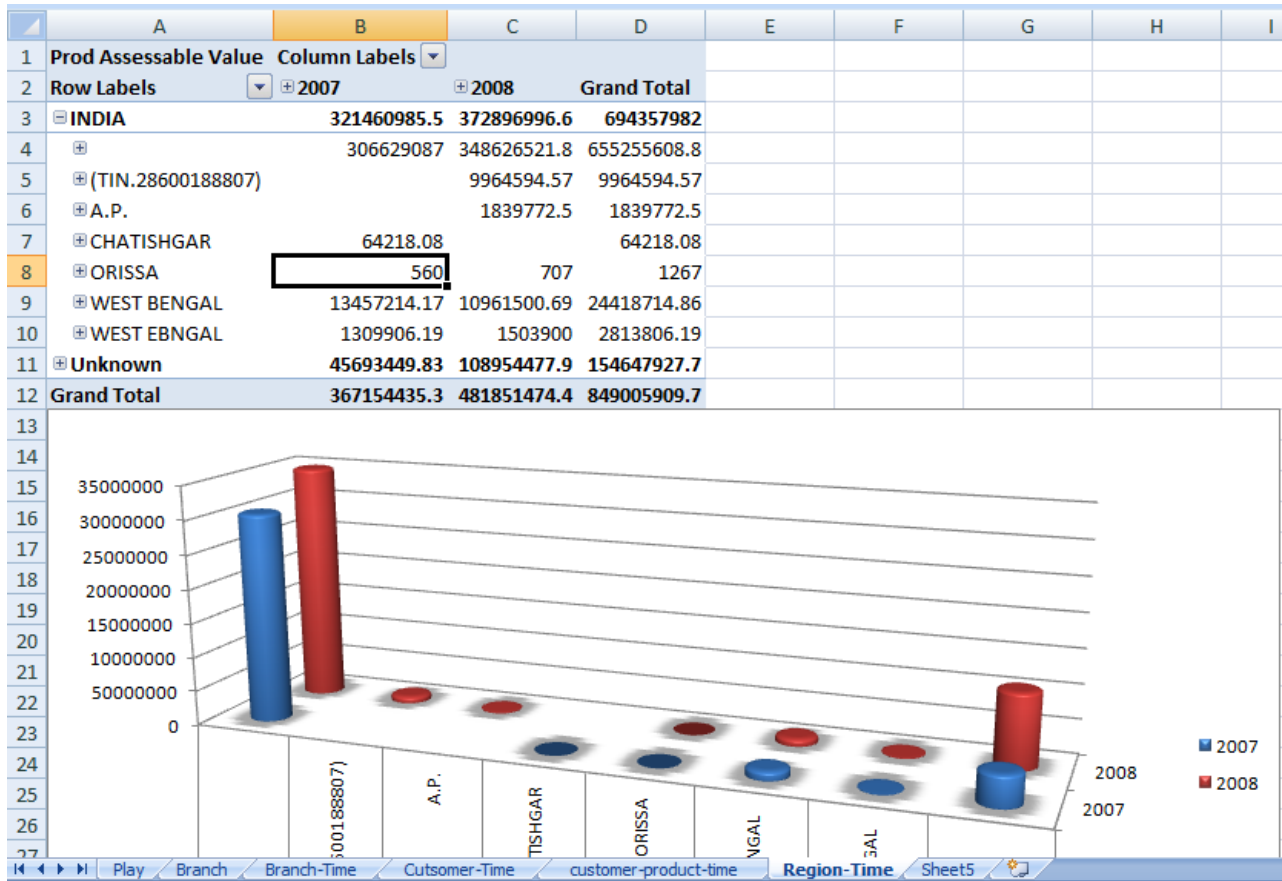 A B C D E F G H I
1 Prod Assessable Value Column Labels
2 Row Labels 2007 2008 Grand Total
3 INDIA 321460985.5 372896996.6 694357982
4 306629087 348626521.8 655255608.8
5 (TIN.28600188807) 9964594.57 9964594.57
6 A.P. 1839772.5 1839772.5
7 CHATISHGAR 64218.08 64218.08
8 ORISSA 560 707 1267
9 WEST BENGAL 13457214.17 10961500.69 24418714.86
10 WEST EBNGAL 1309906.19 1503900 2813806.19
11 Unknown 45693449.83 108954477.9 154647927.7
12 Grand Total 367154435.3 481851474.4 849005909.7
13
14
15 35000000
16 30000000
17 25000000
18 20000000
19 15000000
20
21 10000000
22 50000000
23 0
24 2007
25 2008
26
27
2008
2007
500188807)
A.P.
TISHGAR
ORISSA
NGAL
GAL
Play Branch Branch-Time Cutsomer-Time customer-product-time Region-Time Sheet5